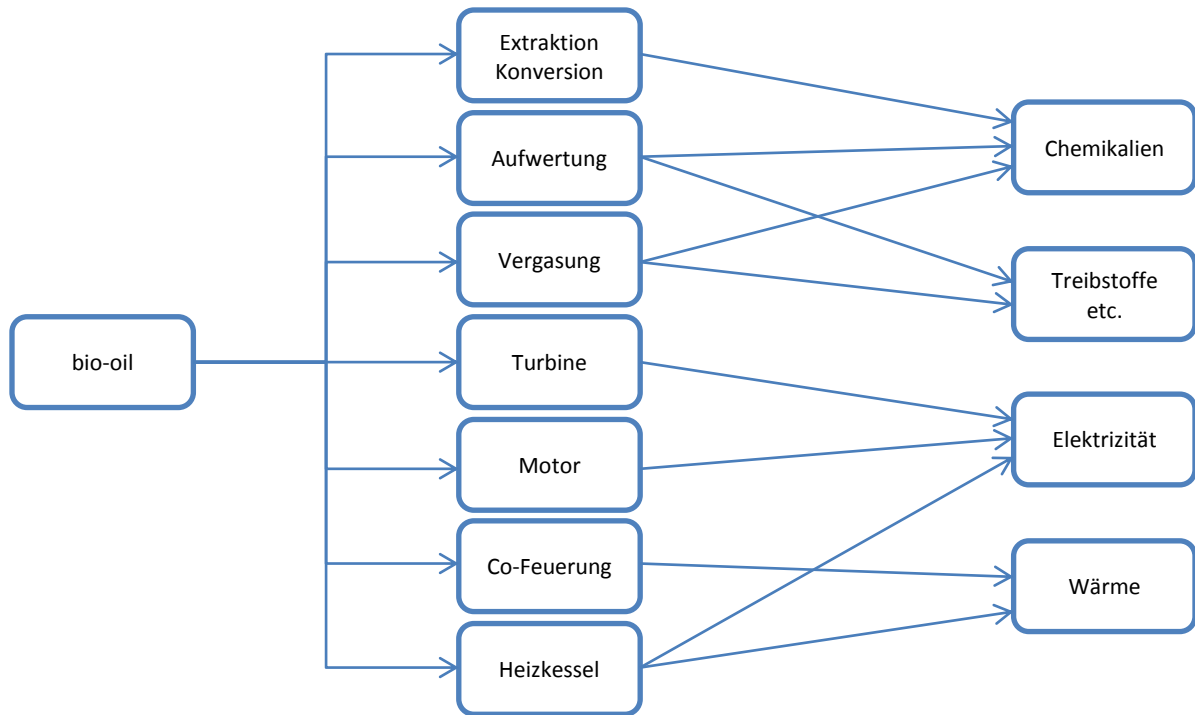 Extraktion
Konversion
Aufwertung
Vergasung
bio-oil
Turbine
Motor
Co-Feuerung
Heizkessel
Chemikalien
Treibstoffe
etc.
Elektrizität
Wärme